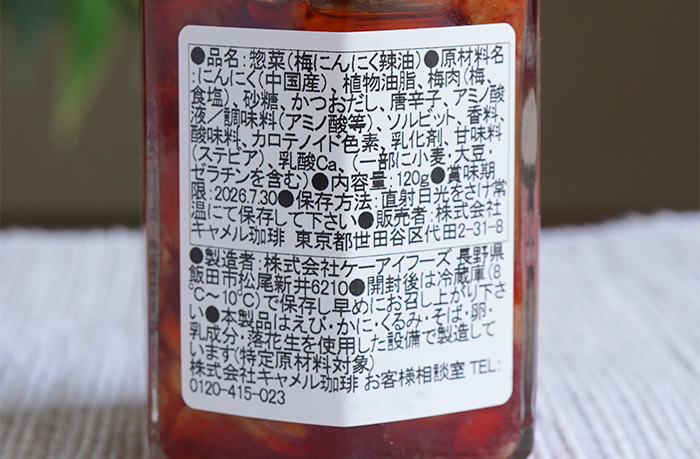 ●品名:惣菜(梅にんにく辣油)●原材料名
:にんにく(中国産)、植物油脂、梅肉(梅、
食塩)、砂糖、かつおだし、唐辛子、アミノ酸
液／調味料(アミノ酸等)、ソルビット、香料、
酸味料、カロテノイド色素、乳化剤、甘味料
(ステビア)、乳酸Ca、(一部に小麦・大豆・
ゼラチンを含む)●内容量:120g●賞味期
限:2026.7.30●保存方法:直射日光をさけ常
温にて保存して下さい●販売者:株式会社
キャメル珈琲 東京都世田谷区代田2-31-8
●製造者:株式会社ケーアイフーズ 長野県
飯田市松尾新井6210●開封後は冷蔵庫(8
℃〜10℃)で保存し早めにお召し上がり下さ
い●本製品はえび・かに・くるみ・そば・卵・
乳成分・落花生を使用した設備で製造して
います(特定原材料対象)
株式会社キャメル珈琲 お客様相談室 TEL:
0120-415-023